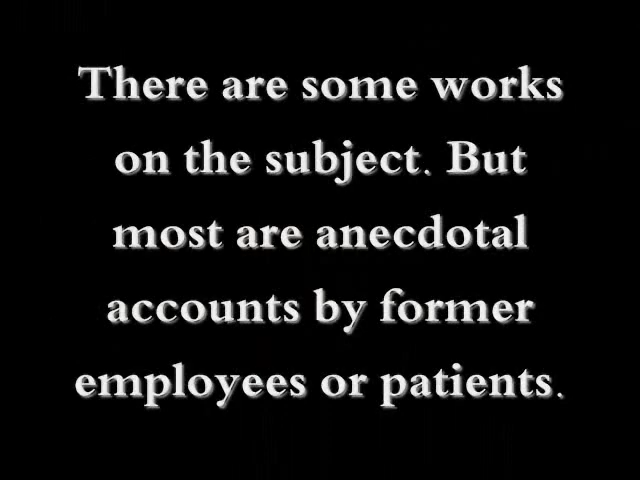 There are some works
on the subject. But
most are anecdotal
accounts by former
employees or patients.